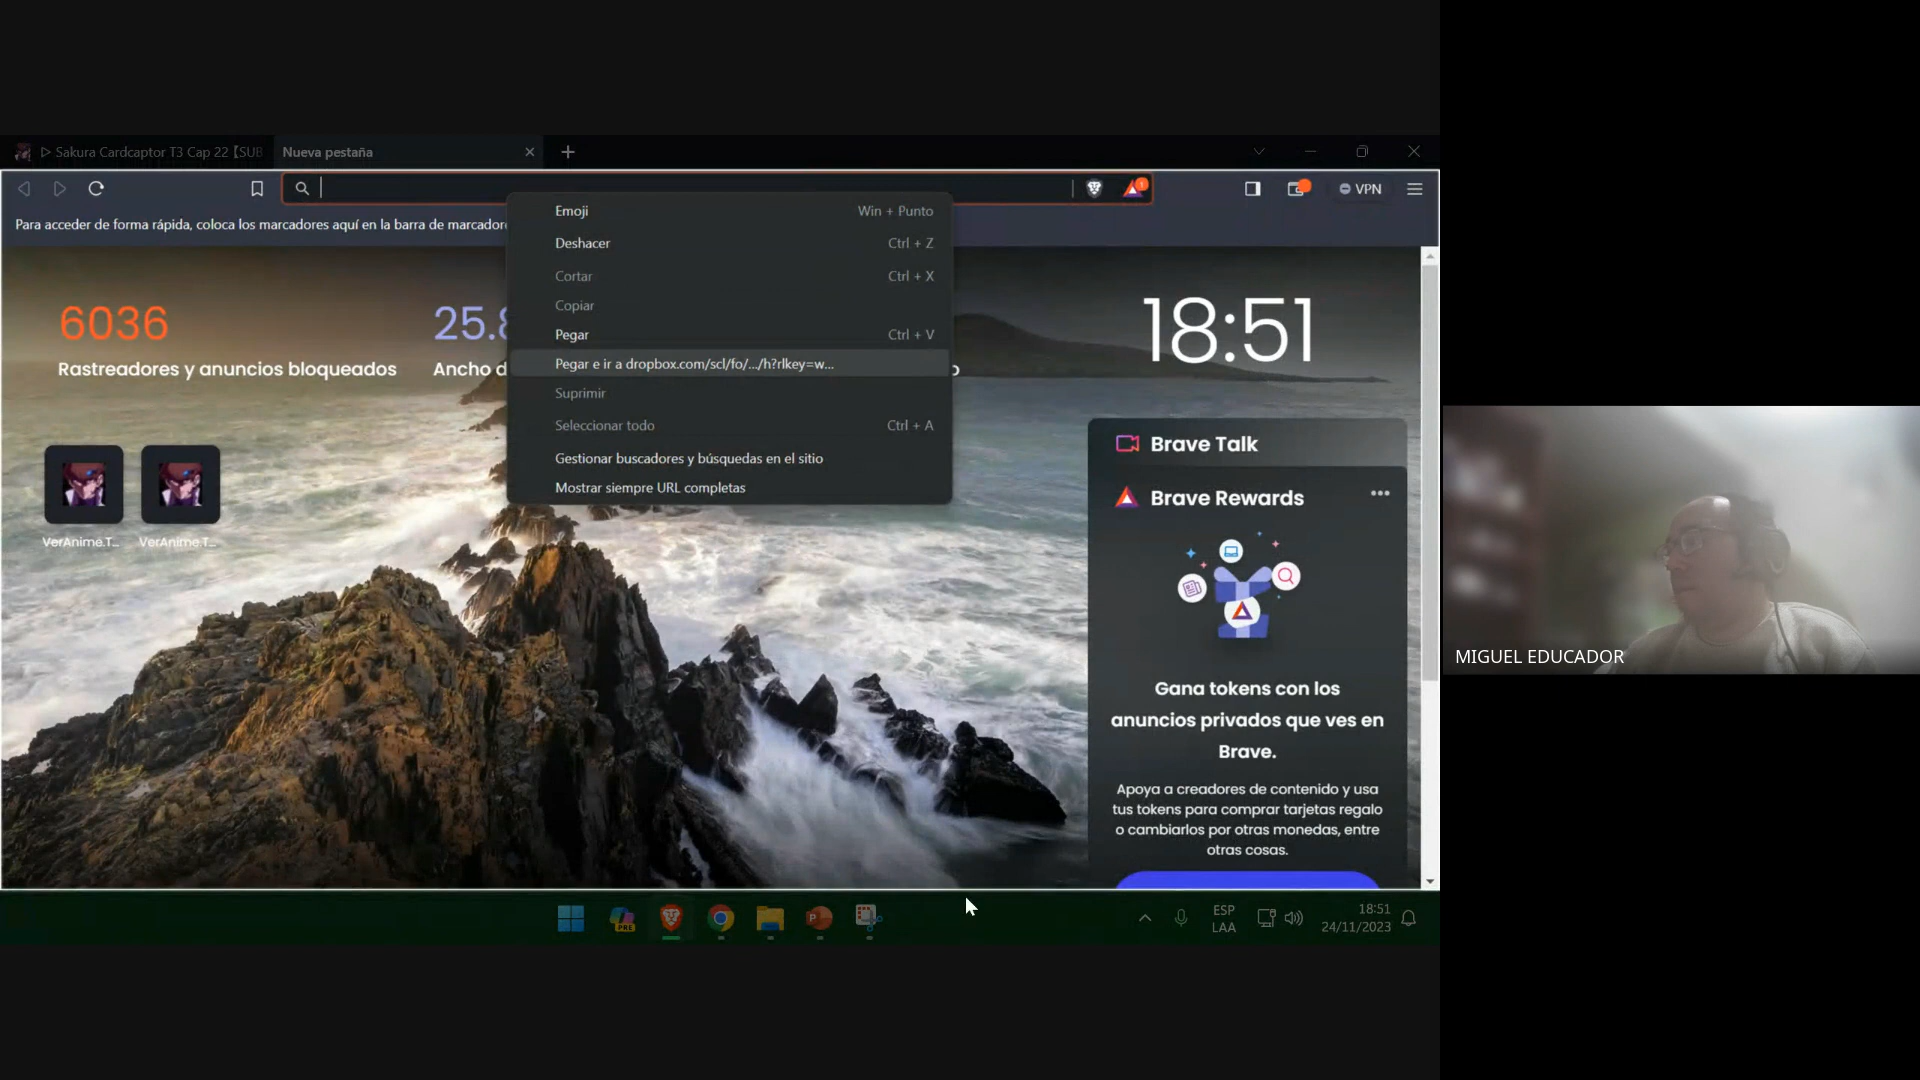 ▷ Sakura Cardcaptor T3 Cap 22【SUB
Nueva pestaña
VPN
Para acceder de forma rápida, coloca los marcadores aquí en la barra de marcador
Emoji Win + Punto
Deshacer Ctrl + Z
Cortar Ctrl + X
Copiar
Pegar Ctrl + V
Pegar e ir a dropbox.com/scl/fo/.../h?rlkey=w...
Suprimir
Seleccionar todo Ctrl + A
Gestionar buscadores y búsquedas en el sitio
Mostrar siempre URL completas
6036
Rastreadores y anuncios bloqueados
25.8
Ancho d
o
18:51
VerAnime.T...
VerAnime.T...
Brave Talk
Brave Rewards
Gana tokens con los
anuncios privados que ves en
Brave.
Apoya a creadores de contenido y usa
tus tokens para comprar tarjetas regalo
o cambiarlos por otras monedas, entre
otras cosas.
MIGUEL EDUCADOR
PRE
P
ESP
LAA
18:51
24/11/2023